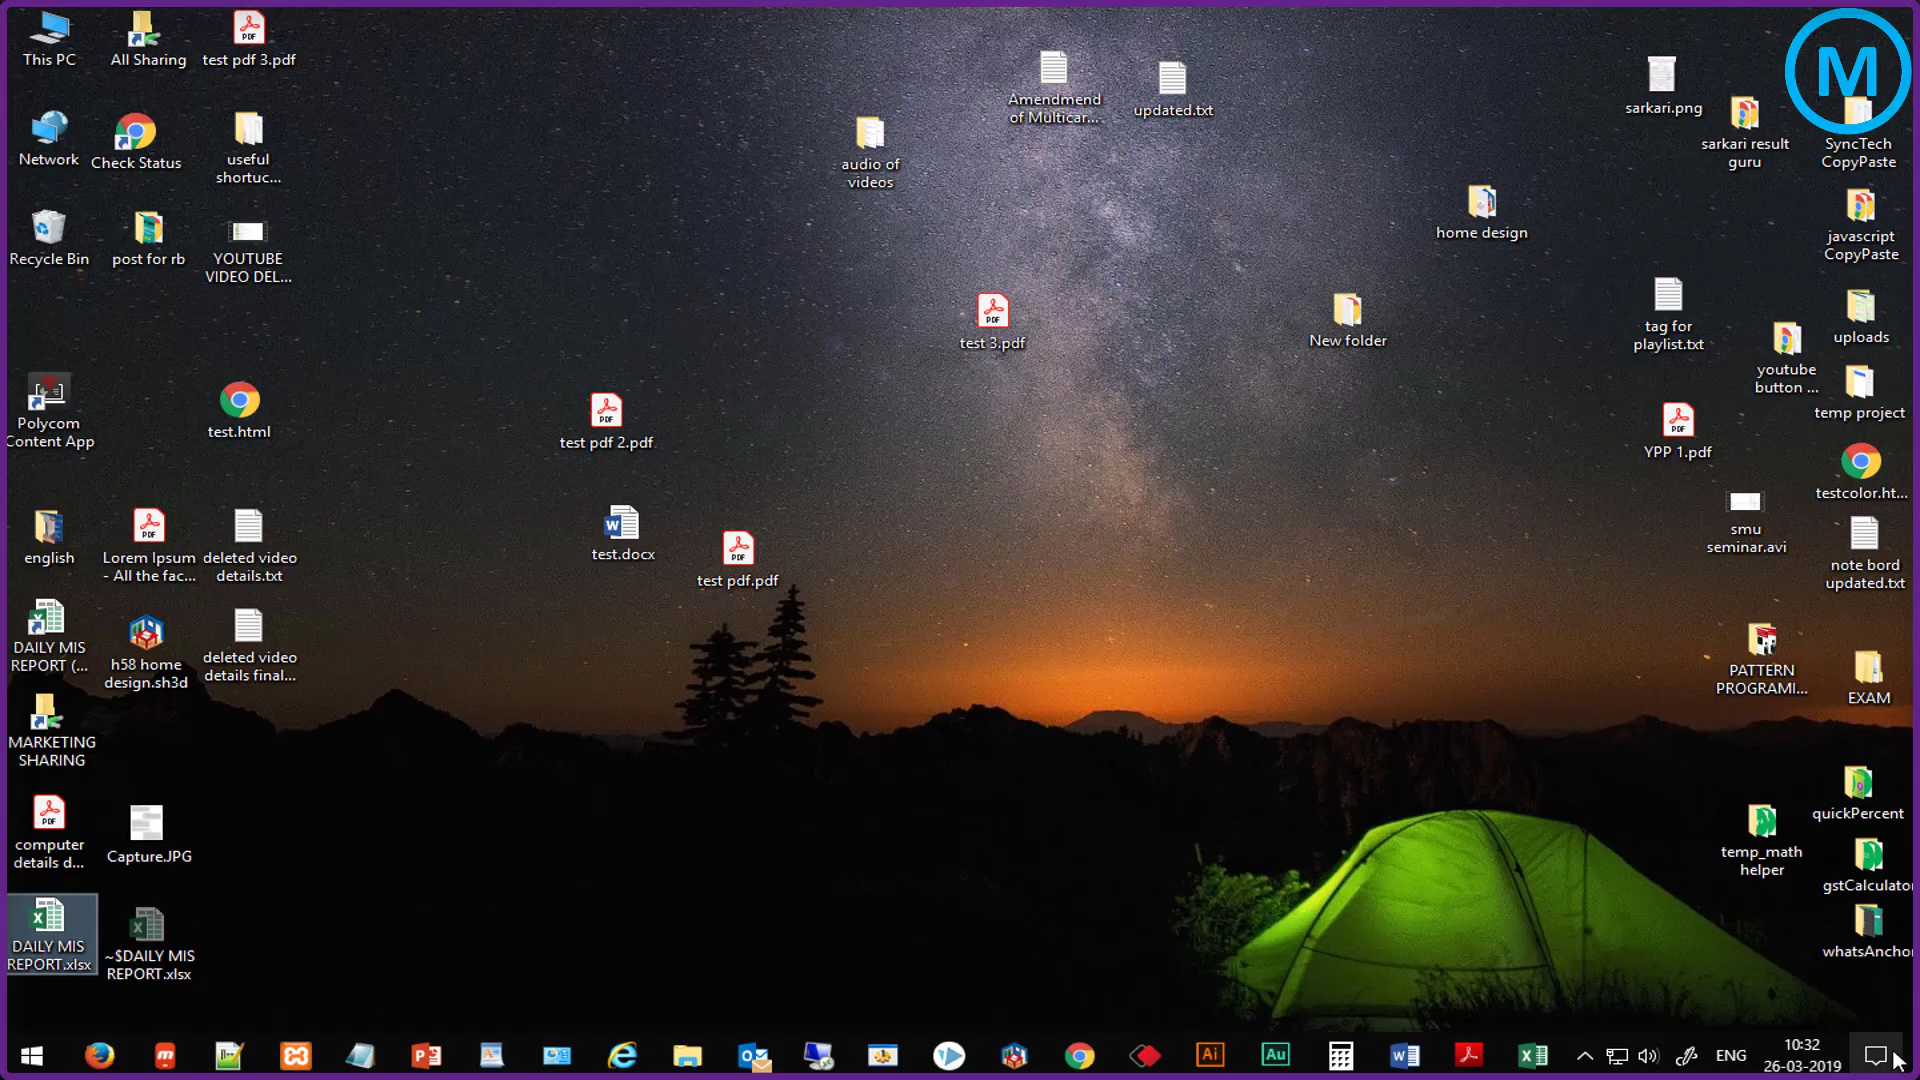 This PC
All Sharing
test pdf 3.pdf
Network
Check Status
useful
shortuc...
Recycle Bin
post for rb
YOUTUBE
VIDEO DEL...
Polycom
Content App
test.html
english
Lorem Ipsum
- All the fac...
deleted video
details.txt
DAILY MIS
REPORT (...
h58 home
design.sh3d
deleted video
details final...
MARKETING
SHARING
computer
details d...
Capture.JPG
DAILY MIS
REPORT.xlsx
~$DAILY MIS
REPORT.xlsx
test pdf 2.pdf
test.docx
test pdf.pdf
audio of
videos
Amendmend
of Multicar...
updated.txt
test 3.pdf
New folder
home design
sarkari.png
sarkari result
guru
M
SyncTech
CopyPaste
javascript
CopyPaste
tag for
playlist.txt
uploads
youtube
button ...
temp project
YPP 1.pdf
testcolor.ht...
smu
seminar.avi
note bord
updated.txt
PATTERN
PROGRAMI...
EXAM
quickPercent
temp_math
helper
gstCalculator
whatsAnchor
Ai
Au
ENG
10:32
26-03-2019